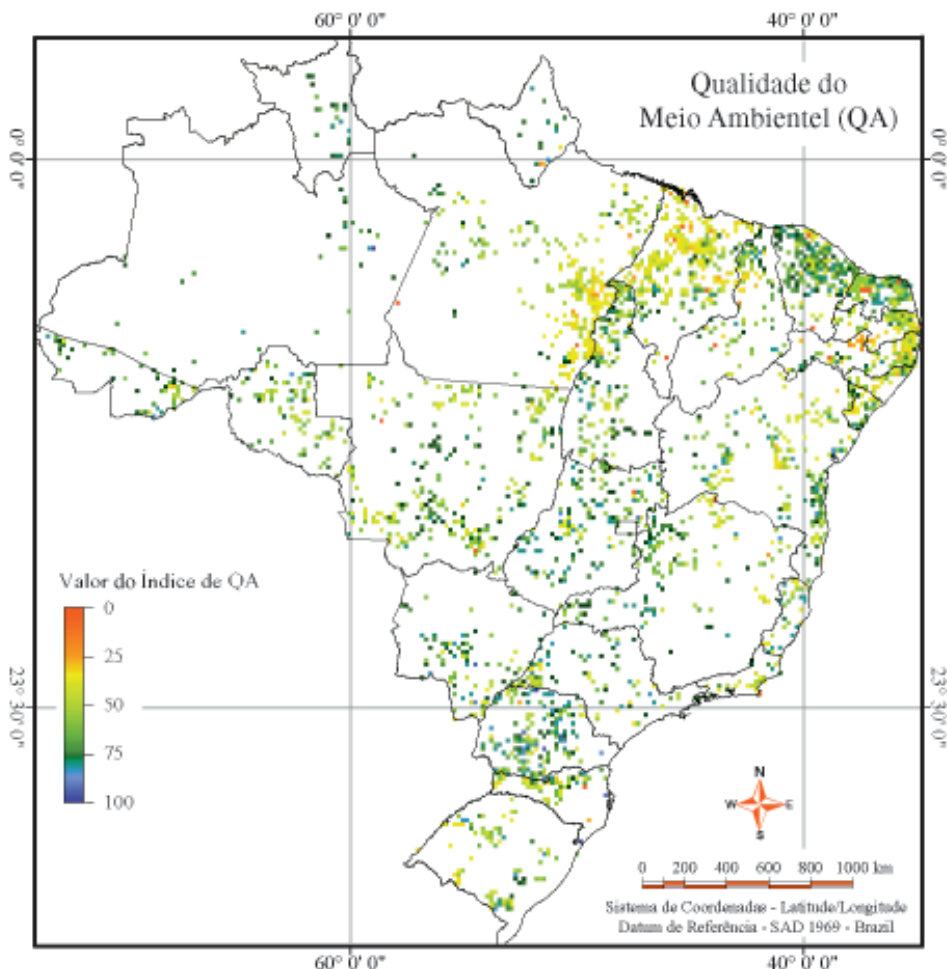 60° 0' 0"
40° 0' 0"
Qualidade do
Meio Ambientel (QA)
0° 0' 0"
0° 0' 0"
Valor do Índice de QA
0
25
50
75
100
23° 30' 0"
23° 30' 0"
N
W
E
S
0 200 400 600 800 1000 km
Sistema de Coordenadas - Latitude/Longitude
Datum de Referência - SAD 1969 - Brazil
60° 0' 0"
40° 0' 0"